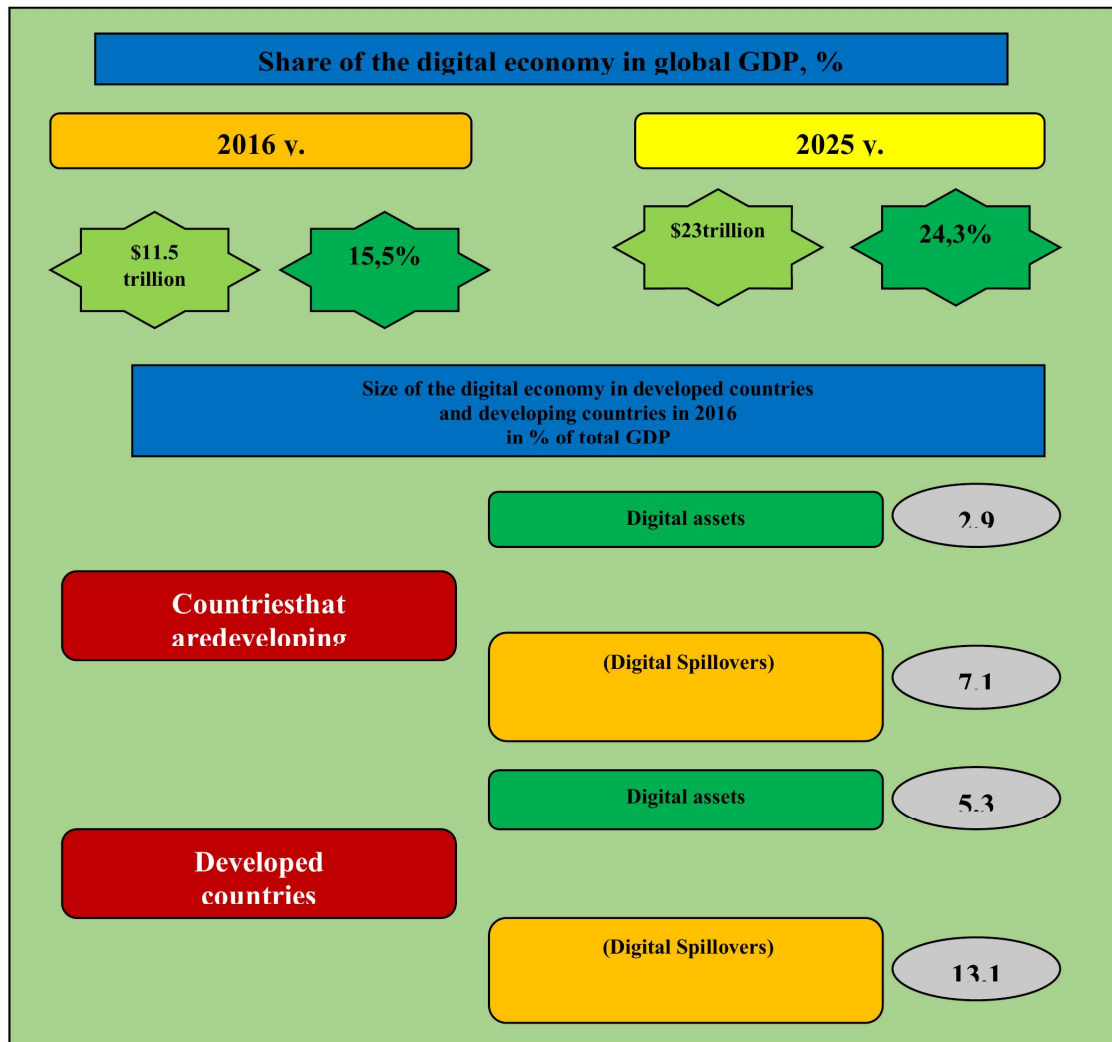 Share of the digital economy in global GDP, %
2016 y.
2025 y.
$11.5
trillion
15,5%
$23trillion
24,3%
Size of the digital economy in developed countries
and developing countries in 2016
in % of total GDP
Digital assets
2.9
Countriesthat
aredeveloping
(Digital Spillovers)
7.1
Digital assets
5.3
Developed
countries
(Digital Spillovers)
13.1